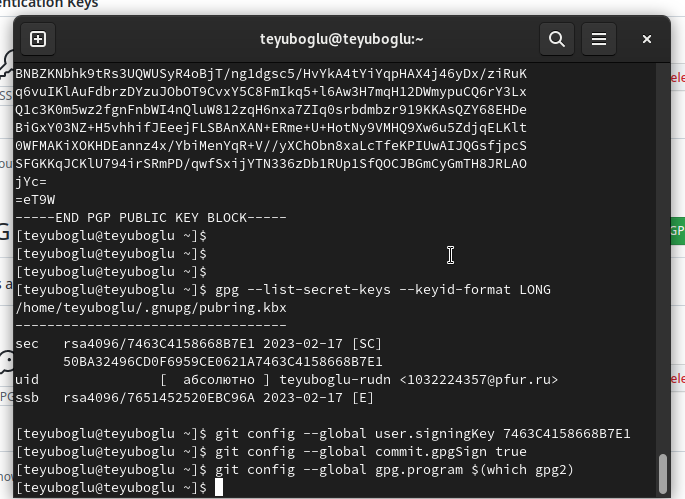 entication Keys
teyuboglu@teyuboglu:~
BNBZKNbhk9tRs3UQWUSyR4oBjT/ng1dgsc5/HvYkA4tYiYqpHAX4j46yDx/ziRuK
q6vuIKlAuFdbrzDYzuJObOT9CvxY5C8FmIkq5+l6Aw3H7mqH12DWmypuCQ6rY3Lx
Q1c3K0m5wz2fgnFnbWI4nQluW812zqH6nxa7ZIq0srbdmbzr919KKAsQZY68EHDe
BiGxY03NZ+H5vhhifJEeejFLSBAnXAN+ERme+U+HotNy9VMHQ9Xw6u5ZdjqELKlt
0WFMAKiXOKHDEannz4x/YbiMenYqR+V//yXChObn8xaLcTfeKPIUwAIJQGsfjpcS
SFGKKqJCKlU794irSRmPD/qwfSxijYTN336zDb1RUp1SfQOCJBGmCyGmTH8JRLAO
jYc=
=eT9W
-----END PGP PUBLIC KEY BLOCK-----
[teyuboglu@teyuboglu ~]$
[teyuboglu@teyuboglu ~]$
[teyuboglu@teyuboglu ~]$
[teyuboglu@teyuboglu ~]$ gpg --list-secret-keys --keyid-format LONG
/home/teyuboglu/.gnupg/pubring.kbx
----------------------------------
sec   rsa4096/7463C4158668B7E1 2023-02-17 [SC]
      50BA32496CD0F6959CE0621A7463C4158668B7E1
uid                 [  абсолютно ] teyuboglu-rudn <1032224357@pfur.ru>
ssb   rsa4096/7651452520EBC96A 2023-02-17 [E]
[teyuboglu@teyuboglu ~]$ git config --global user.signingKey 7463C4158668B7E1
[teyuboglu@teyuboglu ~]$ git config --global commit.gpgSign true
[teyuboglu@teyuboglu ~]$ git config --global gpg.program $(which gpg2)
[teyuboglu@teyuboglu ~]$